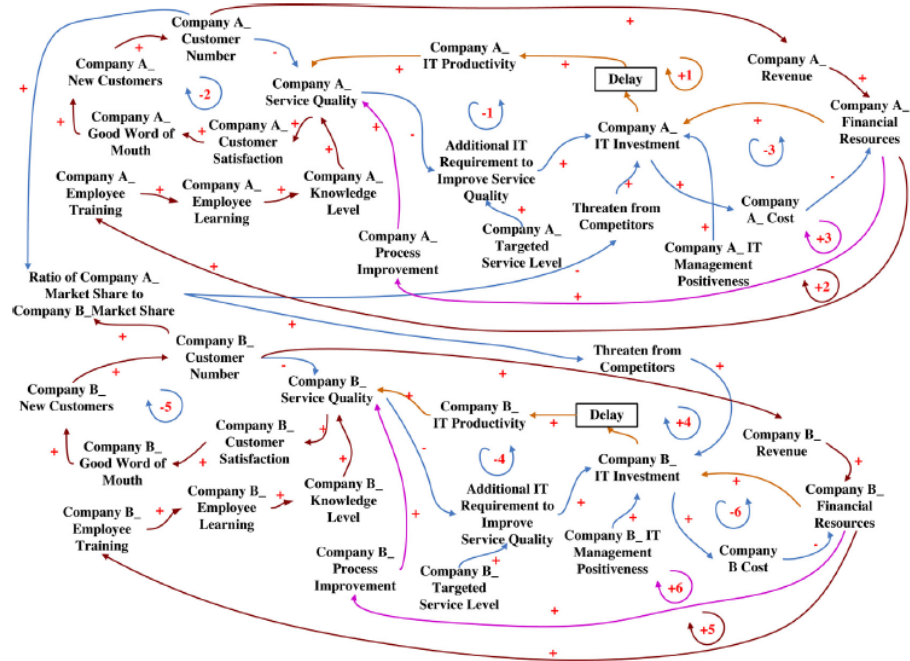 Company A_
Customer
Number
Company A_
New Customers
Company A_
Good Word of
Mouth
Company A_
Customer
Satisfaction
Company A_
Service Quality
Company A_
IT Productivity
Delay
Company A_
Revenue
Company A_
Financial
Resources
Company A_
IT Investment
Additional IT
Requirement to
Improve Service
Quality
Company A_
Employee
Training
Company A_
Employee
Learning
Company A_
Knowledge
Level
Company A_
Process
Improvement
Company A_
Targeted
Service Level
Threaten from
Competitors
Company A_ IT
Management
Positiveness
Company
A_ Cost
-2
-1
+1
-3
+3
+2
Ratio of Company A_
Market Share to
Company B_Market Share
Company B_
Customer
Number
Company B_
New Customers
Company B_
Good Word of
Mouth
Company B_
Customer
Satisfaction
Company B_
Service Quality
Company B_
IT Productivity
Delay
Threaten from
Competitors
Company B_
Revenue
Company B_
Financial
Resources
Company B_
IT Investment
Additional IT
Requirement to
Improve
Service Quality
Company B_
Employee
Training
Company B_
Employee
Learning
Company B_
Knowledge
Level
Company B_
Process
Improvement
Company B_
Targeted
Service Level
Company B_ IT
Management
Positiveness
Company
B Cost
-5
-4
+4
-6
+6
+5